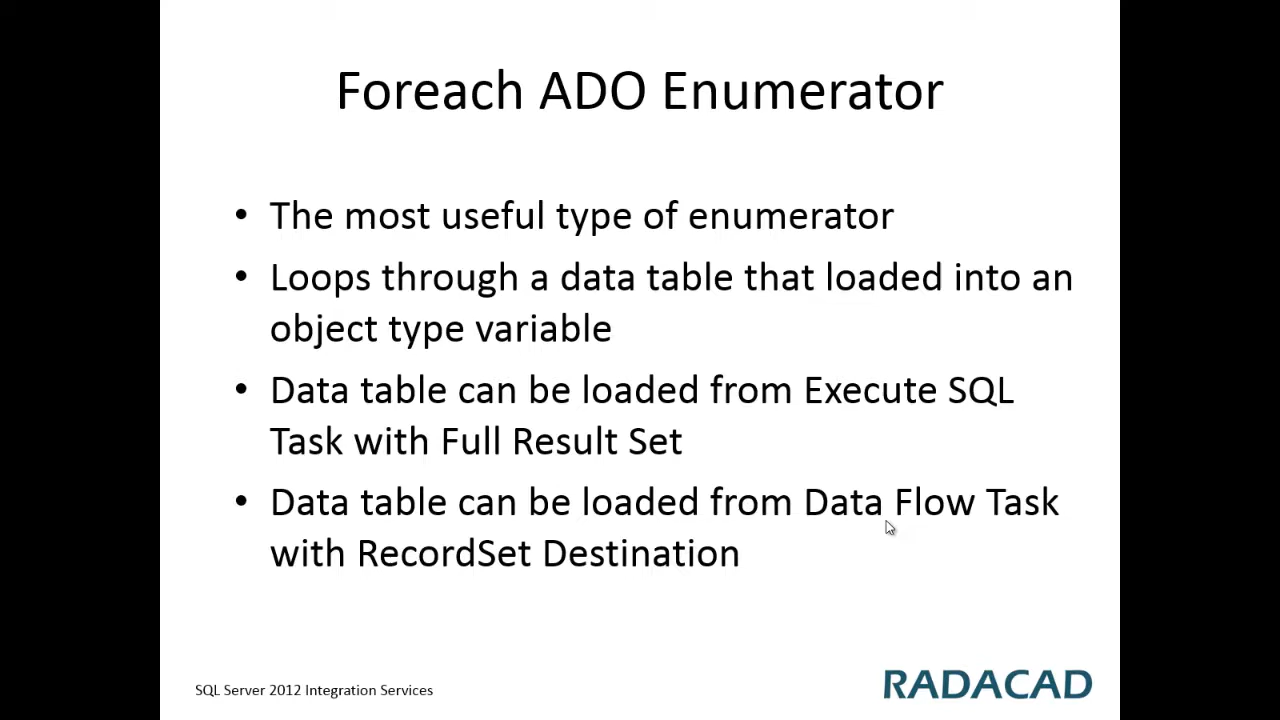 Foreach ADO Enumerator
• The most useful type of enumerator
• Loops through a data table that loaded into an
object type variable
• Data table can be loaded from Execute SQL
Task with Full Result Set
• Data table can be loaded from Data Flow Task
with RecordSet Destination
SQL Server 2012 Integration Services
RADACAD